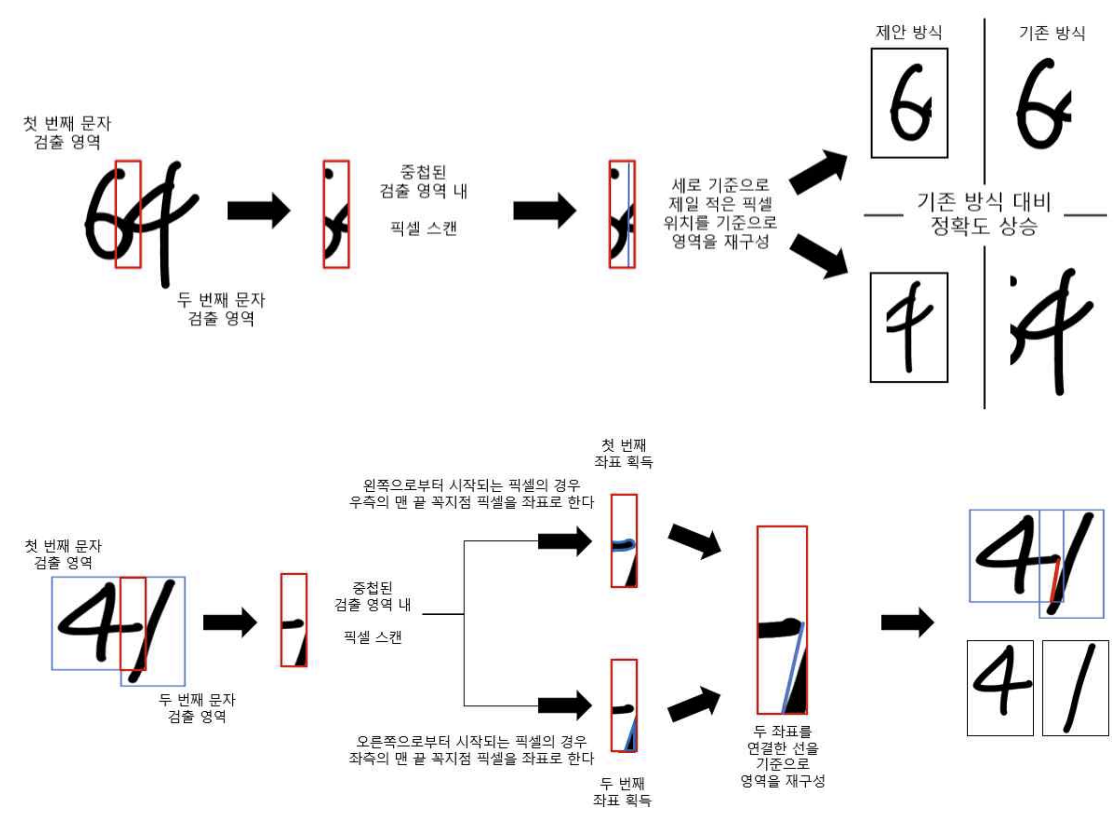 제안 방식
기존 방식
첫 번째 문자
검출 영역
64
두 번째 문자
검출 영역
중첩된
검출 영역 내
픽셀 스캔
세로 기준으로
제일 적은 픽셀
위치를 기준으로
영역을 재구성
6
6
기존 방식 대비
정확도 상승
4
4
첫 번째 문자
검출 영역
41
두 번째 문자
검출 영역
중첩된
검출 영역 내
픽셀 스캔
왼쪽으로부터 시작되는 픽셀의 경우
우측의 맨 끝 꼭지점 픽셀을 좌표로 한다
첫 번째
좌표 획득
오른쪽으로부터 시작되는 픽셀의 경우
좌측의 맨 끝 꼭지점 픽셀을 좌표로 한다
두 번째
좌표 획득
두 좌표를
연결한 선을
기준으로
영역을 재구성
41
4
1